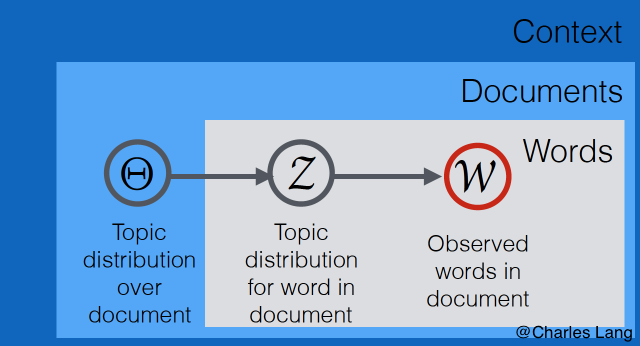 Context
Documents
Words
Θ
Z
W
Topic
distribution
over
document
Topic
distribution
for word in
document
Observed
words in
document
@Charles Lang